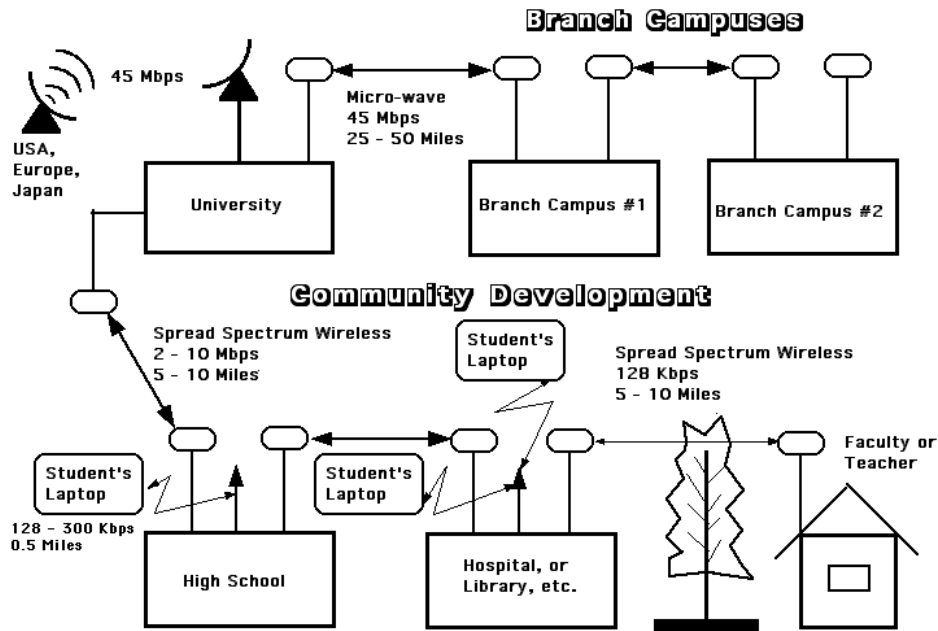 Branch Campuses
45 Mbps
USA,
Europe,
Japan
Micro-wave
45 Mbps
25 - 50 Miles
University
Branch Campus #1
Branch Campus #2
Community Development
Spread Spectrum Wireless
2 - 10 Mbps
5 - 10 Miles
Student's
Laptop
Spread Spectrum Wireless
128 Kbps
5 - 10 Miles
Student's
Laptop
Student's
Laptop
Faculty or
Teacher
128 - 300 Kbps
0.5 Miles
High School
Hospital, or
Library, etc.